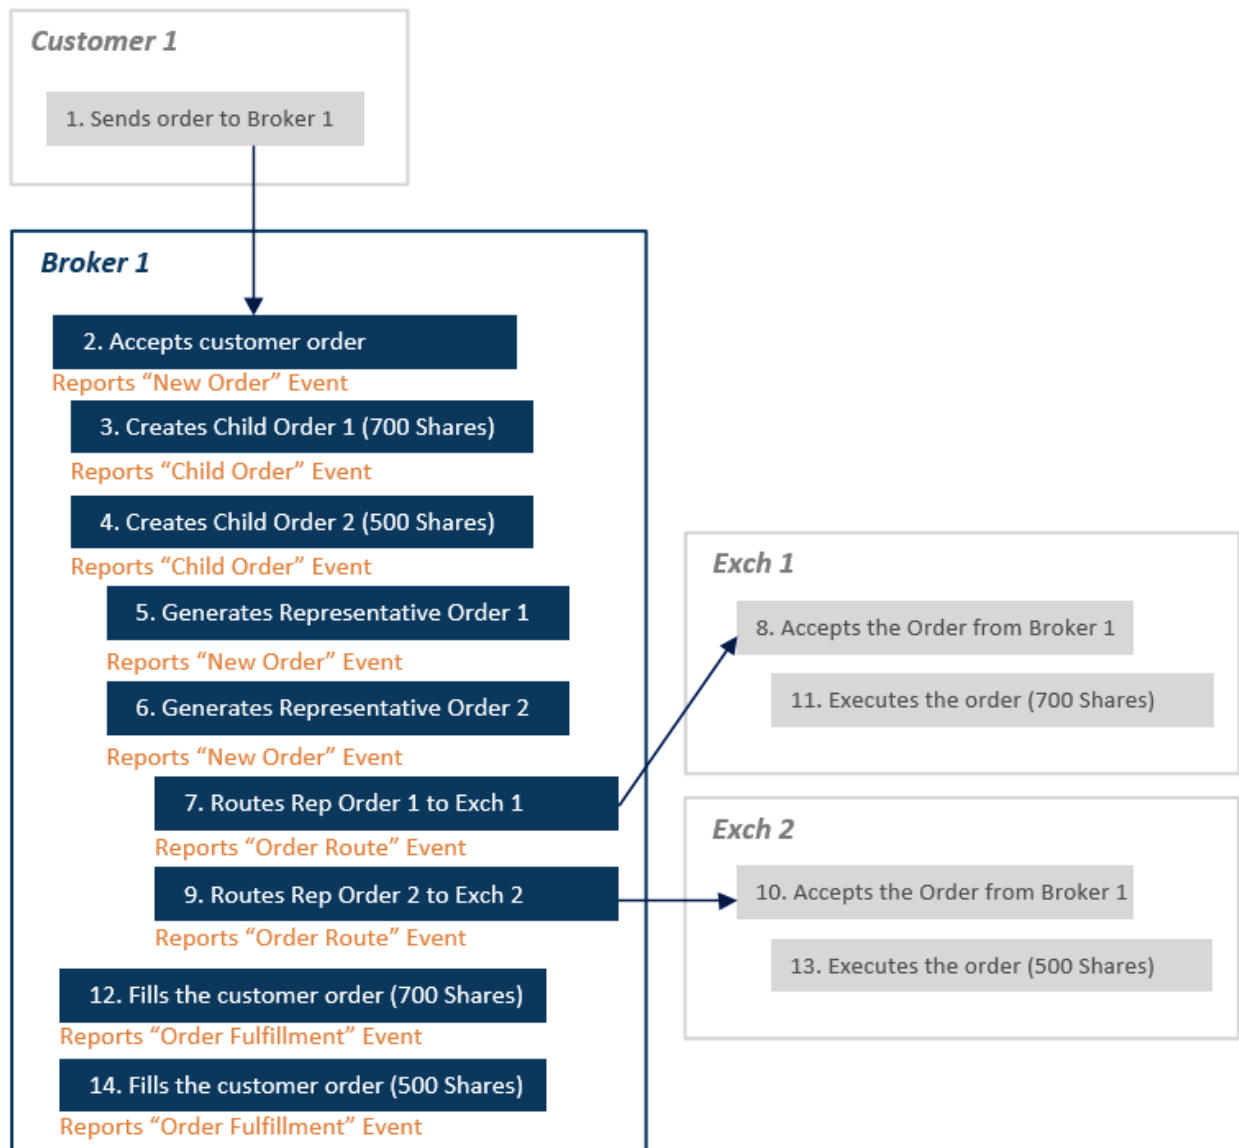 Customer 1
1. Sends order to Broker 1
Broker 1
2. Accepts customer order
Reports “New Order” Event
3. Creates Child Order 1 (700 Shares)
Reports “Child Order” Event
4. Creates Child Order 2 (500 Shares)
Reports “Child Order” Event
5. Generates Representative Order 1
Reports “New Order” Event
6. Generates Representative Order 2
Reports “New Order” Event
7. Routes Rep Order 1 to Exch 1
Reports “Order Route” Event
9. Routes Rep Order 2 to Exch 2
Reports “Order Route” Event
12. Fills the customer order (700 Shares)
Reports “Order Fulfillment” Event
14. Fills the customer order (500 Shares)
Reports “Order Fulfillment” Event
Exch 1
8. Accepts the Order from Broker 1
11. Executes the order (700 Shares)
Exch 2
10. Accepts the Order from Broker 1
13. Executes the order (500 Shares)